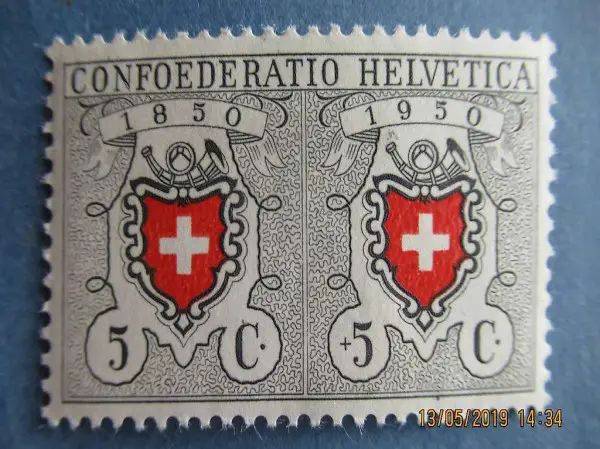 CONFOEDERATIO HELVETICA
1850 1950
5 C. +5 C.
13/05/2019 14:34